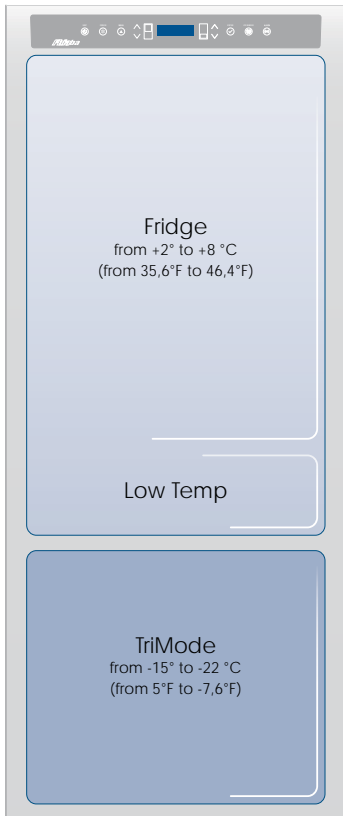 Fridge
from +2° to +8 °C
(from 35,6°F to 46,4°F)
Low Temp
TriMode
from -15° to -22 °C
(from 5°F to -7,6°F)